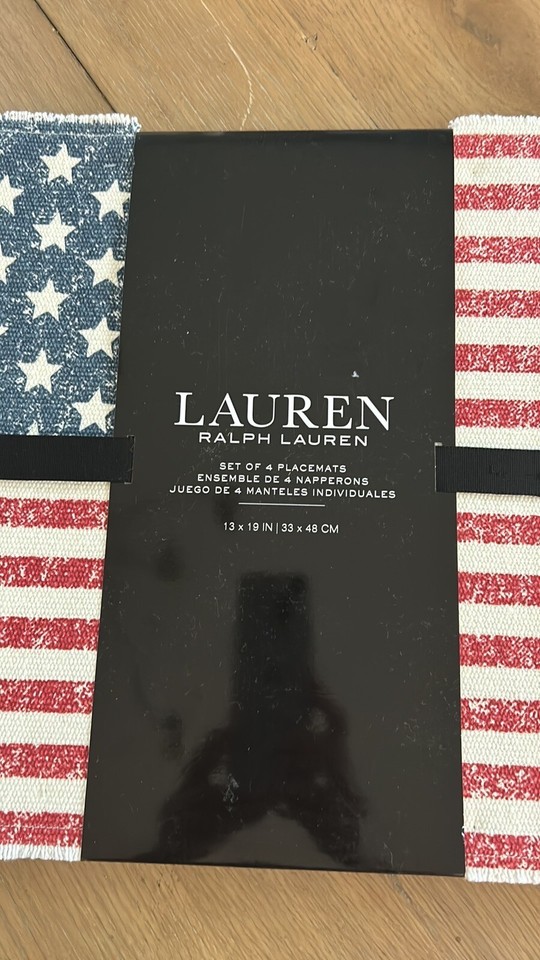 LAUREN
RALPH LAUREN
SET OF 4 PLACEMATS
ENSEMBLE DE 4 NAPPERONS
JUEGO DE 4 MANTELES INDIVIDUALES
13 x 19 IN | 33 x 48 CM